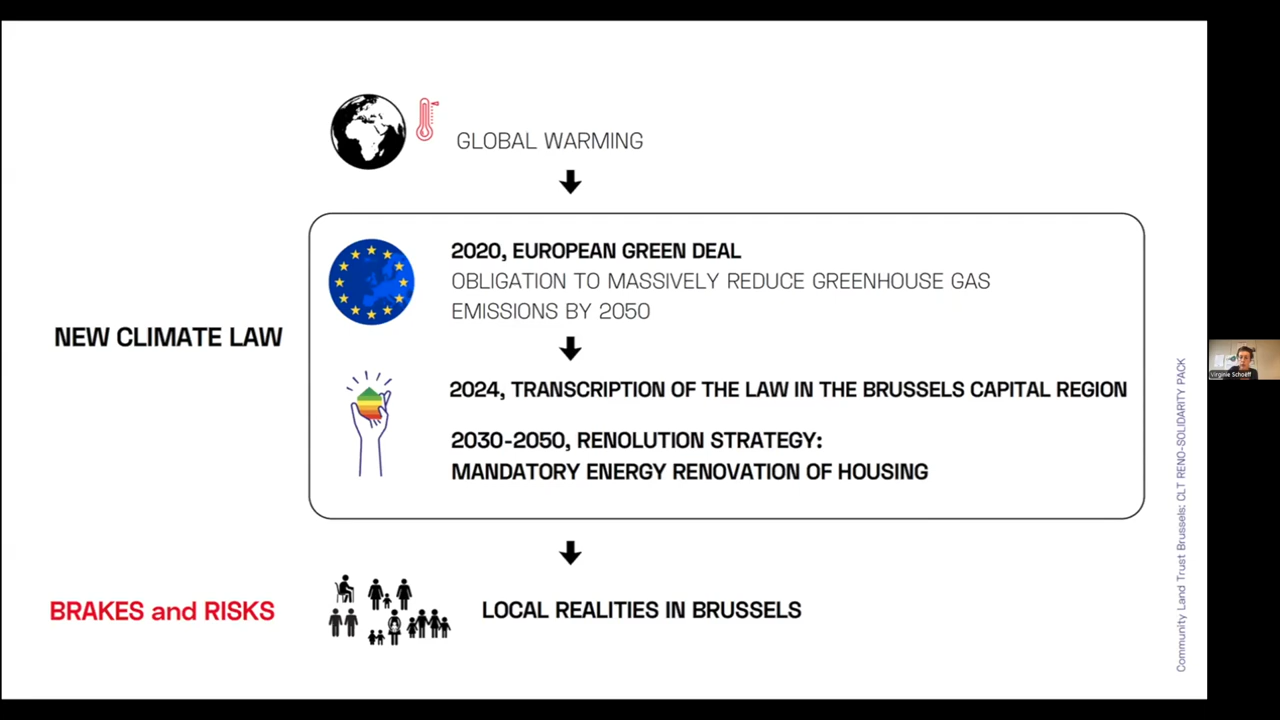 GLOBAL WARMING
NEW CLIMATE LAW
2020, EUROPEAN GREEN DEAL
OBLIGATION TO MASSIVELY REDUCE GREENHOUSE GAS
EMISSIONS BY 2050
2024, TRANSCRIPTION OF THE LAW IN THE BRUSSELS CAPITAL REGION
2030-2050, RENOLUTION STRATEGY:
MANDATORY ENERGY RENOVATION OF HOUSING
BRAKES and RISKS
LOCAL REALITIES IN BRUSSELS
Community Land Trust Brussels: CLT RENO-SOLIDARITY PACK
Virginie Schaeff